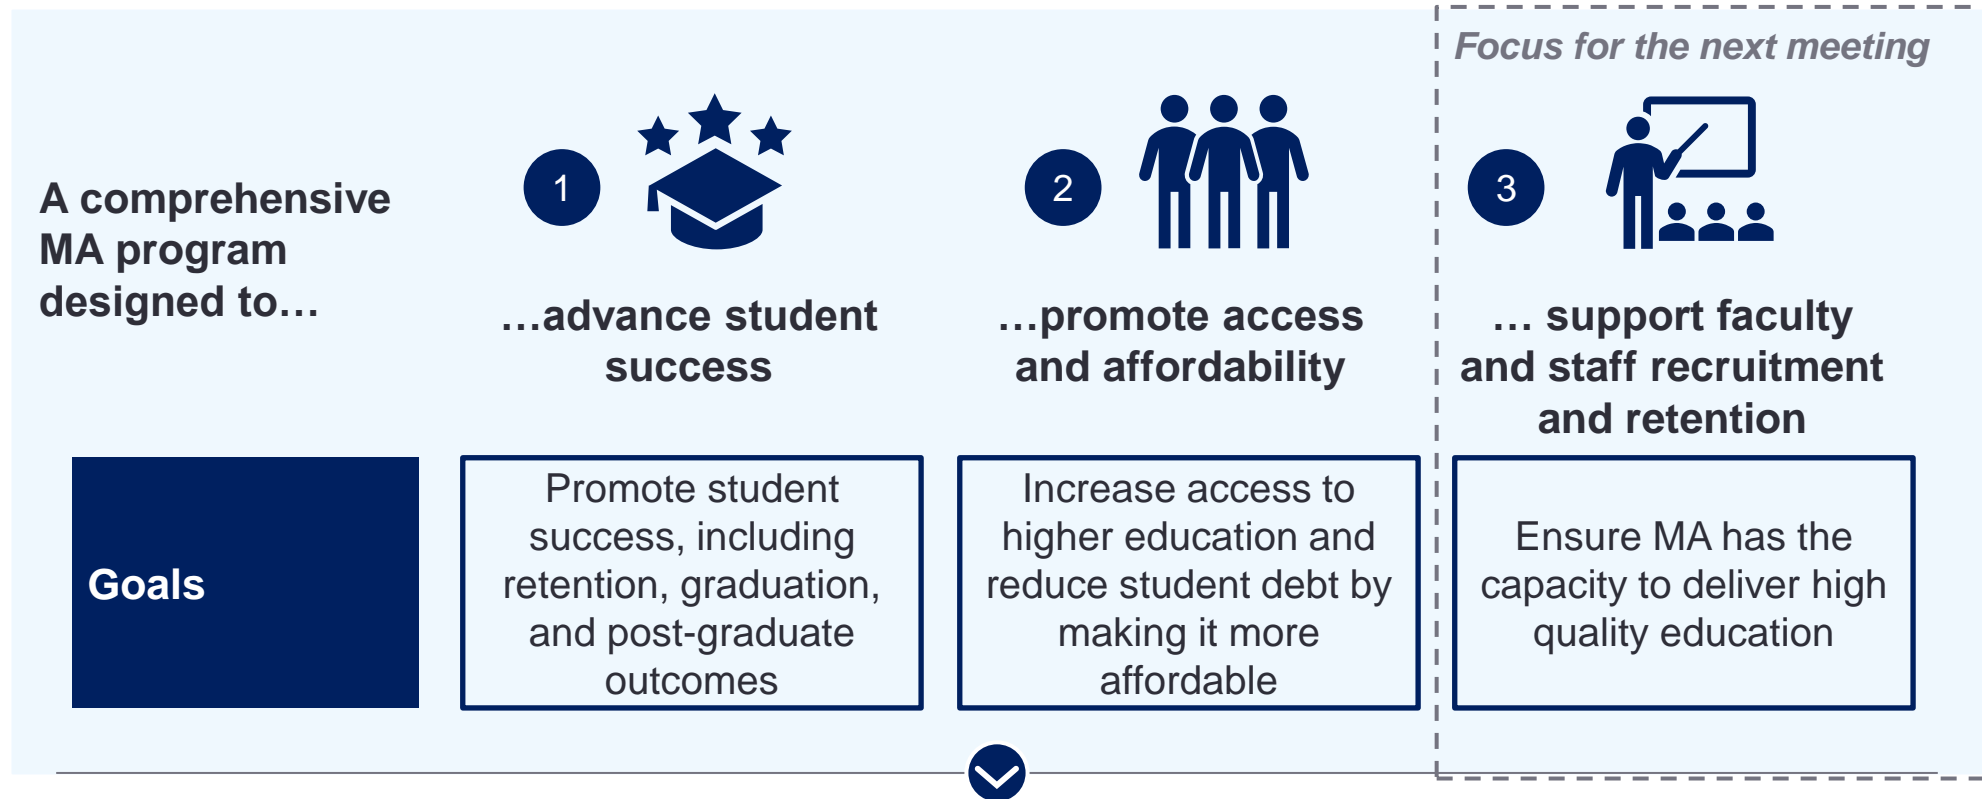 Focus for the next meeting
A comprehensive
MA program
designed to…
1
…advance student
success
2
…promote access
and affordability
3
… support faculty
and staff recruitment
and retention
Goals
Promote student
success, including
retention, graduation,
and post-graduate
outcomes
Increase access to
higher education and
reduce student debt by
making it more
affordable
Ensure MA has the
capacity to deliver high
quality education